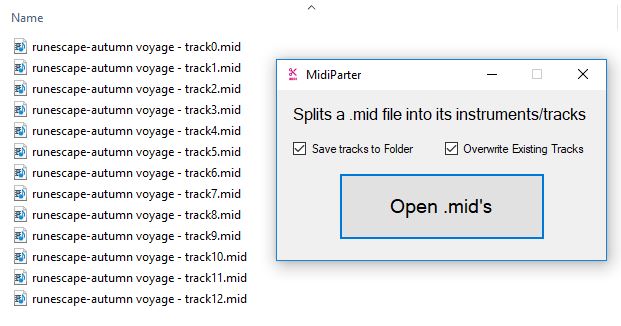 Name
runescape-autumn voyage - track0.mid
runescape-autumn voyage - track1.mid
runescape-autumn voyage - track2.mid
runescape-autumn voyage - track3.mid
runescape-autumn voyage - track4.mid
runescape-autumn voyage - track5.mid
runescape-autumn voyage - track6.mid
runescape-autumn voyage - track7.mid
runescape-autumn voyage - track8.mid
runescape-autumn voyage - track9.mid
runescape-autumn voyage - track10.mid
runescape-autumn voyage - track11.mid
runescape-autumn voyage - track12.mid
MidiParter
Splits a .mid file into its instruments/tracks
Save tracks to Folder
Overwrite Existing Tracks
Open .mid's